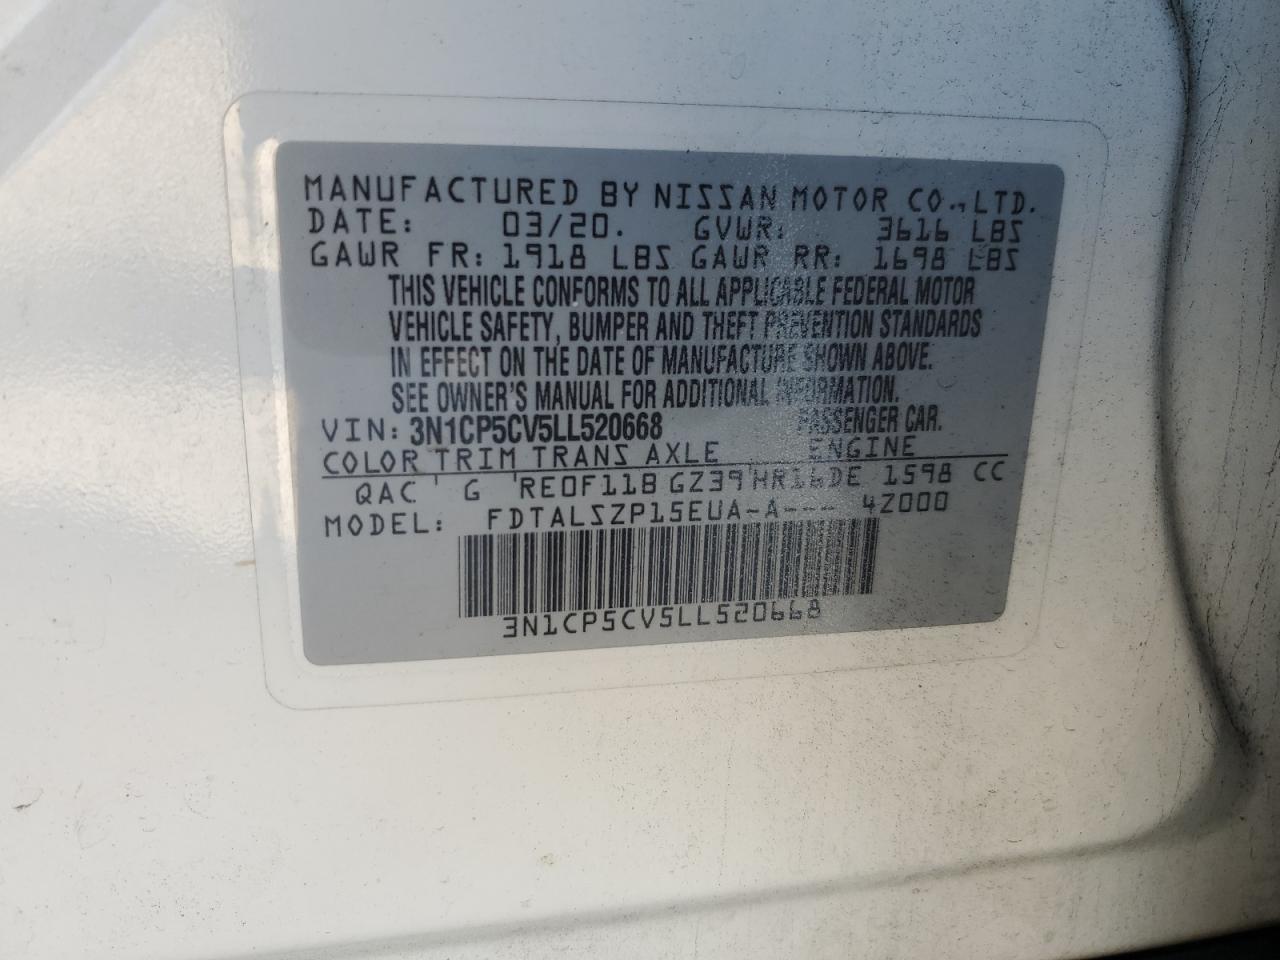 MANUFACTURED BY NISSAN MOTOR CO., LTD.
DATE: 03/20. GVWR: 3616 LBS
GAWR FR: 1918 LBS GAWR RR: 1698 LBS
THIS VEHICLE CONFORMS TO ALL APPLICABLE FEDERAL MOTOR
VEHICLE SAFETY, BUMPER AND THEFT PREVENTION STANDARDS
IN EFFECT ON THE DATE OF MANUFACTURE SHOWN ABOVE.
SEE OWNER'S MANUAL FOR ADDITIONAL INFORMATION.
VIN: 3N1CP5CV5LL520668 PASSENGER CAR.
COLOR TRIM TRANS AXLE ENGINE
QAC ' G 'RE0F11B GZ39 HR16DE 1598 CC
MODEL: FDTALSZP15EUA-A--- 4Z000
3N1CP5CV5LL520668